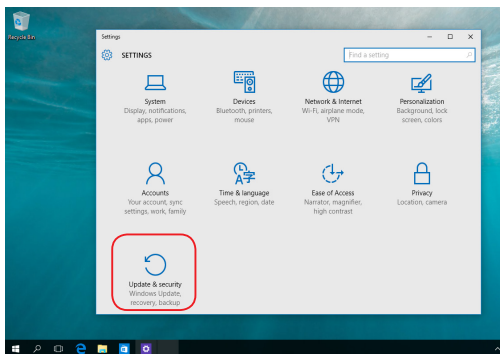 Recycle Bin
Settings
SETTINGS
Find a setting
System
Display, notifications,
apps, power
Devices
Bluetooth, printers,
mouse
Network & Internet
Wi-Fi, airplane mode,
VPN
Personalization
Background, lock
screen, colors
Accounts
Your account, sync
settings, work, family
Time & language
Speech, region, date
Ease of Access
Narrator, magnifier,
high contrast
Privacy
Location, camera
Update & security
Windows Update,
recovery, backup